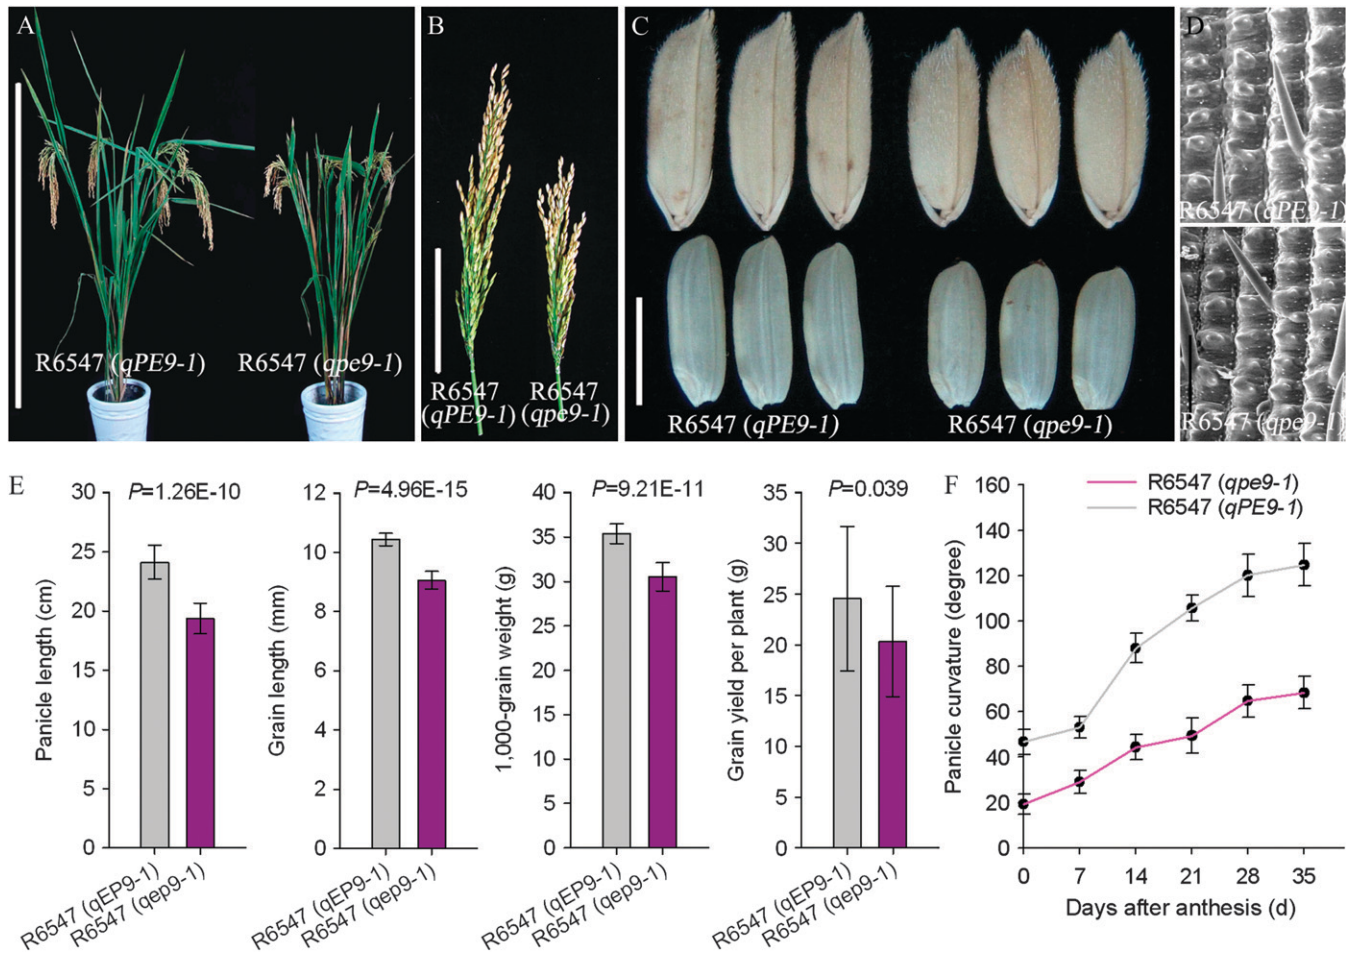 A
R6547 (qPE9-1)
R6547 (qpe9-1)
B
R6547
(qPE9-1)
R6547
(qpe9-1)
C
R6547 (qPE9-1)
R6547 (qpe9-1)
D
R6547 (qPE9-1)
R6547 (qpe9-1)
E
Panicle length (cm)
30
25
20
15
10
5
0
P=1.26E-10
R6547 (qEP9-1)
R6547 (qep9-1)
Grain length (mm)
12
10
8
6
4
2
0
P=4.96E-15
R6547 (qEP9-1)
R6547 (qep9-1)
1,000-grain weight (g)
40
35
30
25
20
15
10
5
0
P=9.21E-11
R6547 (qEP9-1)
R6547 (qep9-1)
Grain yield per plant (g)
35
30
25
20
15
10
5
0
P=0.039
R6547 (qEP9-1)
R6547 (qep9-1)
F
R6547 (qpe9-1)
R6547 (qPE9-1)
Panicle curvature (degree)
160
140
120
100
80
60
40
20
0
0 7 14 21 28 35
Days after anthesis (d)